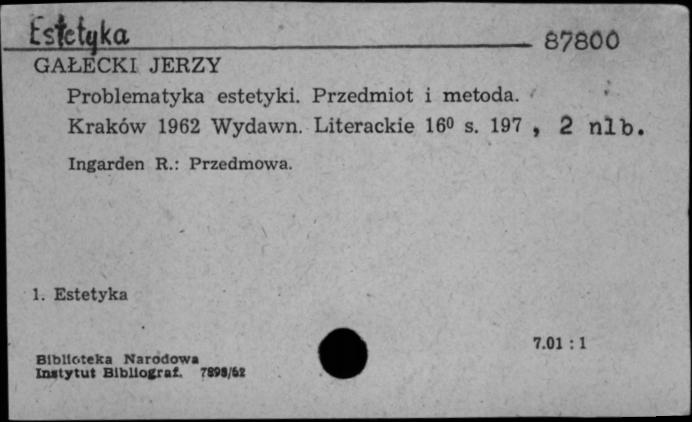 Estetyka
87800
GAŁECKI JERZY
Problematyka estetyki. Przedmiot i metoda.
Kraków 1962 Wydawn. Literackie 16⁰ s. 197 , 2 nlb.
Ingarden R.: Przedmowa.
1. Estetyka
7.01 : 1
Biblioteka Narodowa
Instytut Bibliograf. 7898/62